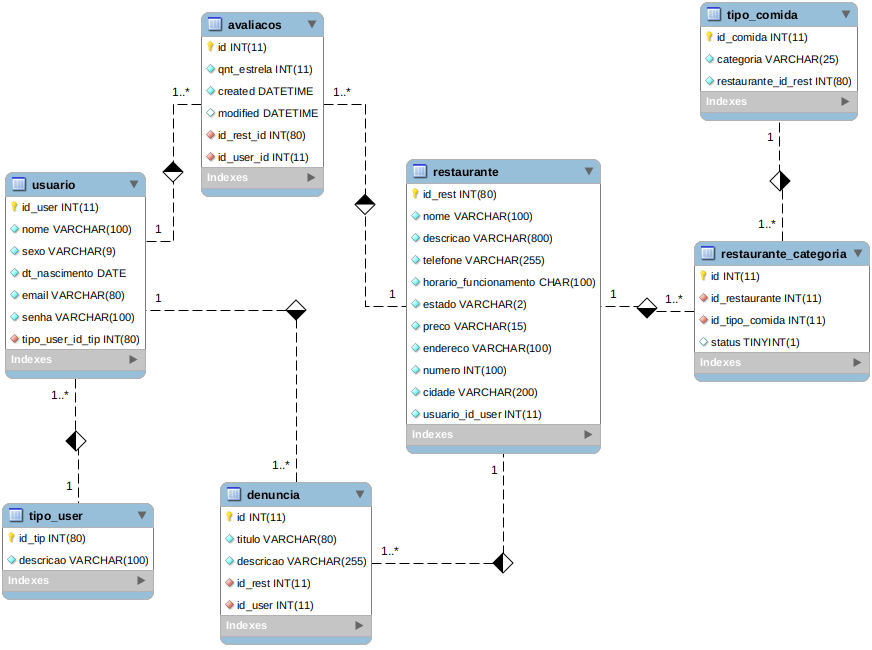 avaliacos
id INT(11)
qnt_estrela INT(11)
created DATETIME
modified DATETIME
id_rest_id INT(80)
id_user_id INT(11)
Indexes
tipo_comida
id_comida INT(11)
categoria VARCHAR(25)
restaurante_id_rest INT(80)
Indexes
1..*
1..*
1
1..*
usuario
id_user INT(11)
nome VARCHAR(100)
sexo VARCHAR(9)
dt_nascimento DATE
email VARCHAR(80)
senha VARCHAR(100)
tipo_user_id_tip INT(80)
Indexes
1
1
1..*
1
restaurante
id_rest INT(80)
nome VARCHAR(100)
descricao VARCHAR(800)
telefone VARCHAR(255)
horario_funcionamento CHAR(100)
estado VARCHAR(2)
preco VARCHAR(15)
endereco VARCHAR(100)
numero INT(100)
cidade VARCHAR(200)
usuario_id_user INT(11)
Indexes
1
1
1..*
restaurante_categoria
id INT(11)
id_restaurante INT(11)
id_tipo_comida INT(11)
status TINYINT(1)
Indexes
tipo_user
id_tip INT(80)
descricao VARCHAR(100)
Indexes
1..*
denuncia
id INT(11)
titulo VARCHAR(80)
descricao VARCHAR(255)
id_rest INT(11)
id_user INT(11)
Indexes
1..*
1